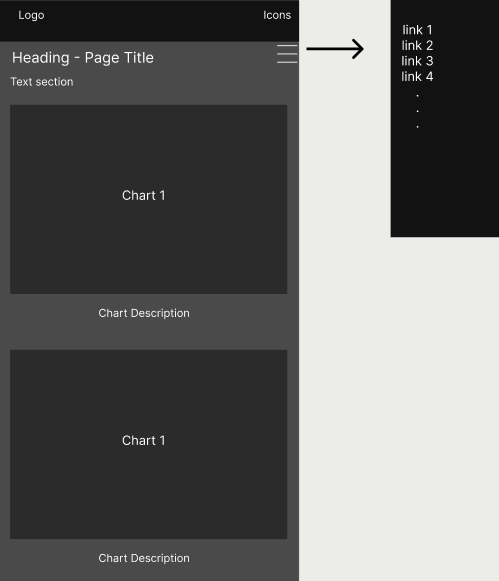 Logo
Icons
Heading - Page Title
Text section
Chart 1
Chart Description
Chart 1
Chart Description
link 1
link 2
link 3
link 4
.
.
.